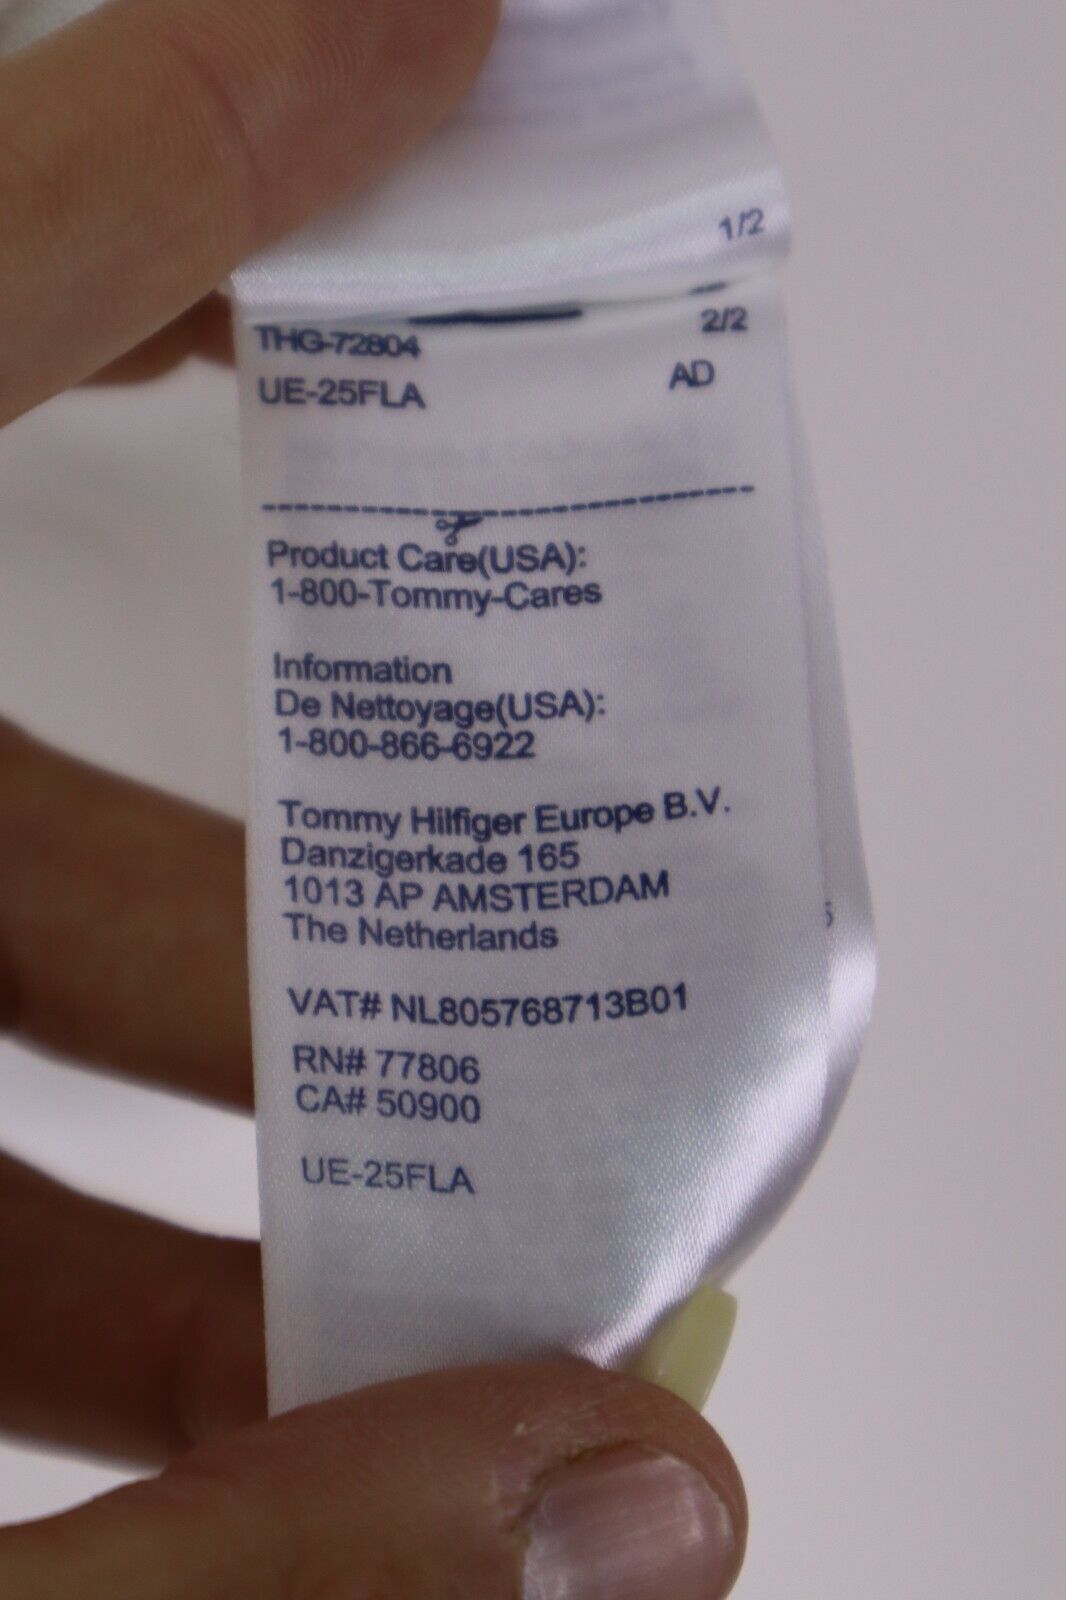 1/2
THG-72804 2/2
UE-25FLA AD
Product Care(USA):
1-800-Tommy-Cares
Information
De Nettoyage(USA):
1-800-866-6922
Tommy Hilfiger Europe B.V.
Danzigerkade 165
1013 AP AMSTERDAM
The Netherlands
VAT# NL805768713B01
RN# 77806
CA# 50900
UE-25FLA